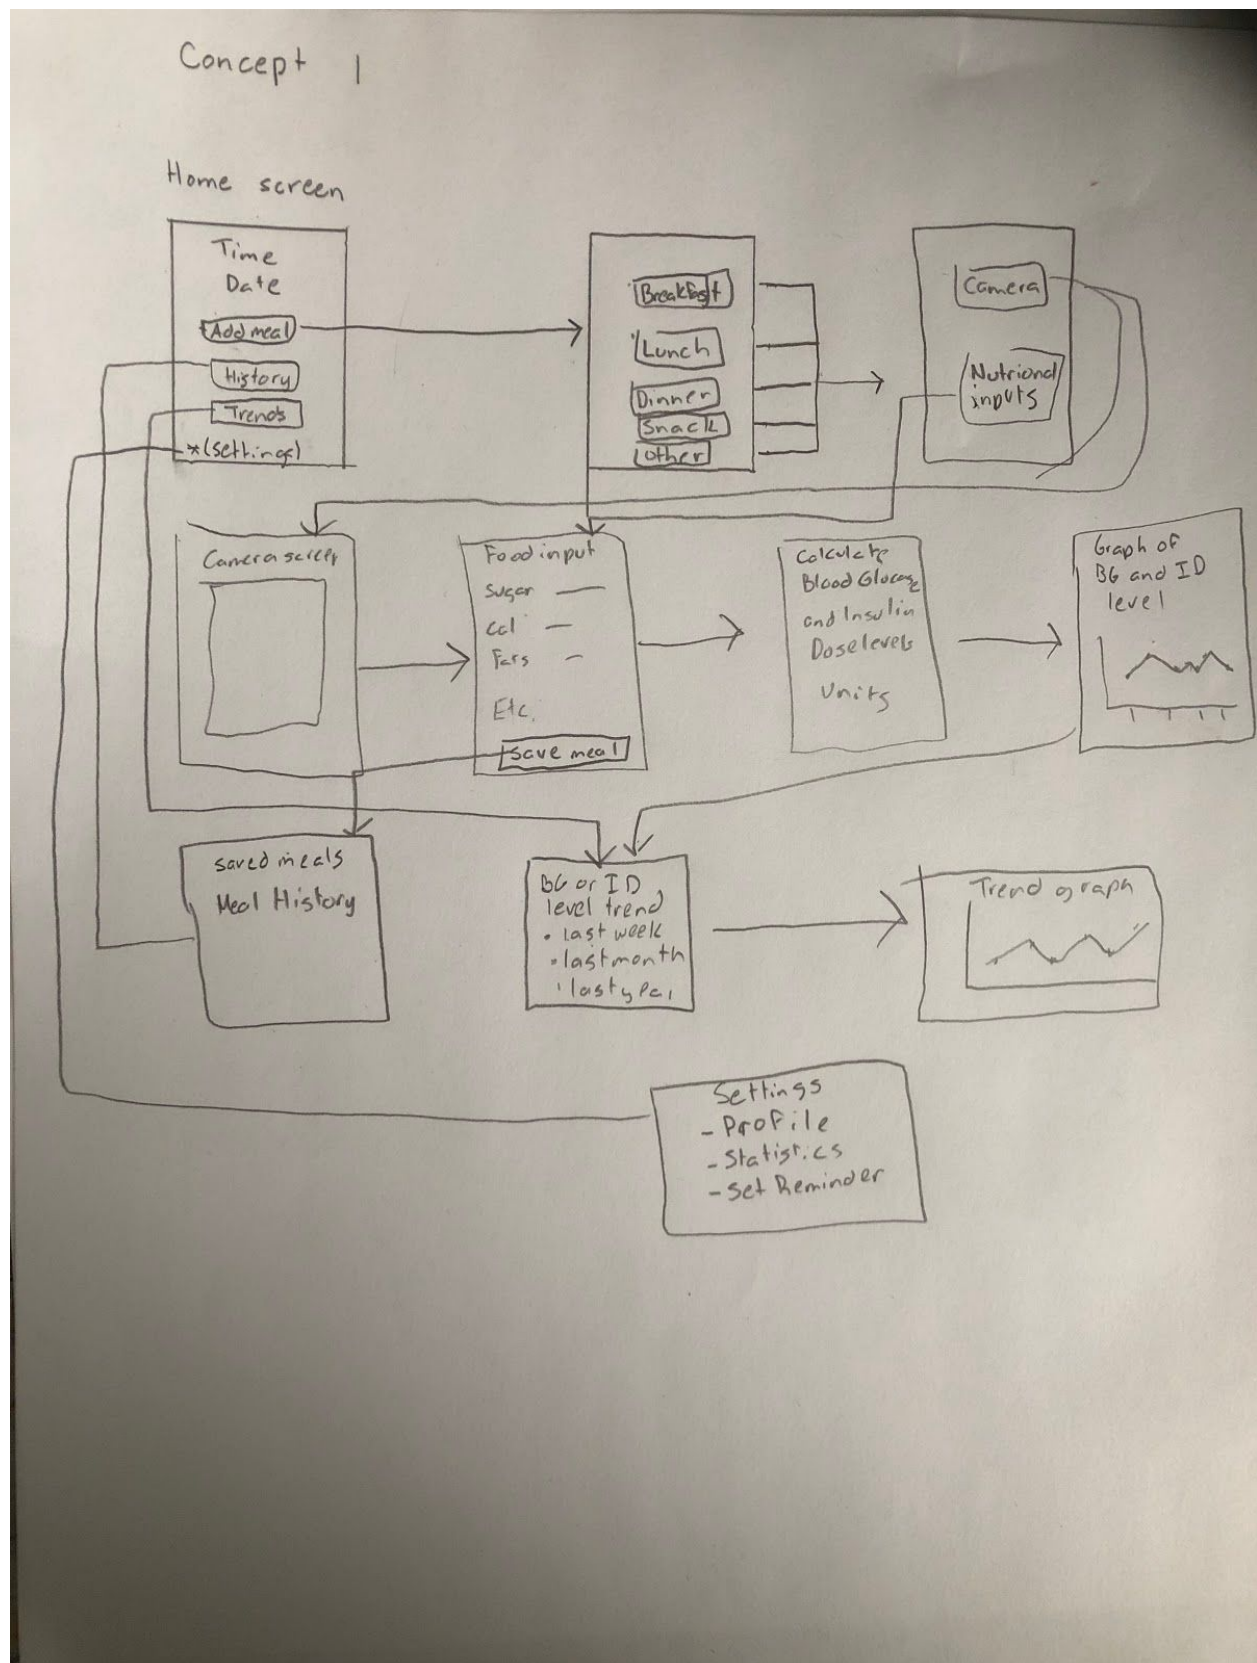 Concept 1
Home screen
Time
Date
Add meal
History
Trends
*(settings)
Breakfast
Lunch
Dinner
Snack
Other
Camera
Nutrional
inputs
Camera screen
Food input
Sugar
Cal
Fats
Etc.
save meal
Calculate
Blood Glucose
and Insulin
Dose levels
Units
Graph of
BG and ID
level
saved meals
Meal History
BG or ID
level trend
• last week
• last month
• last year
Trend graph
Settings
- Profile
- Statistics
- Set Reminder